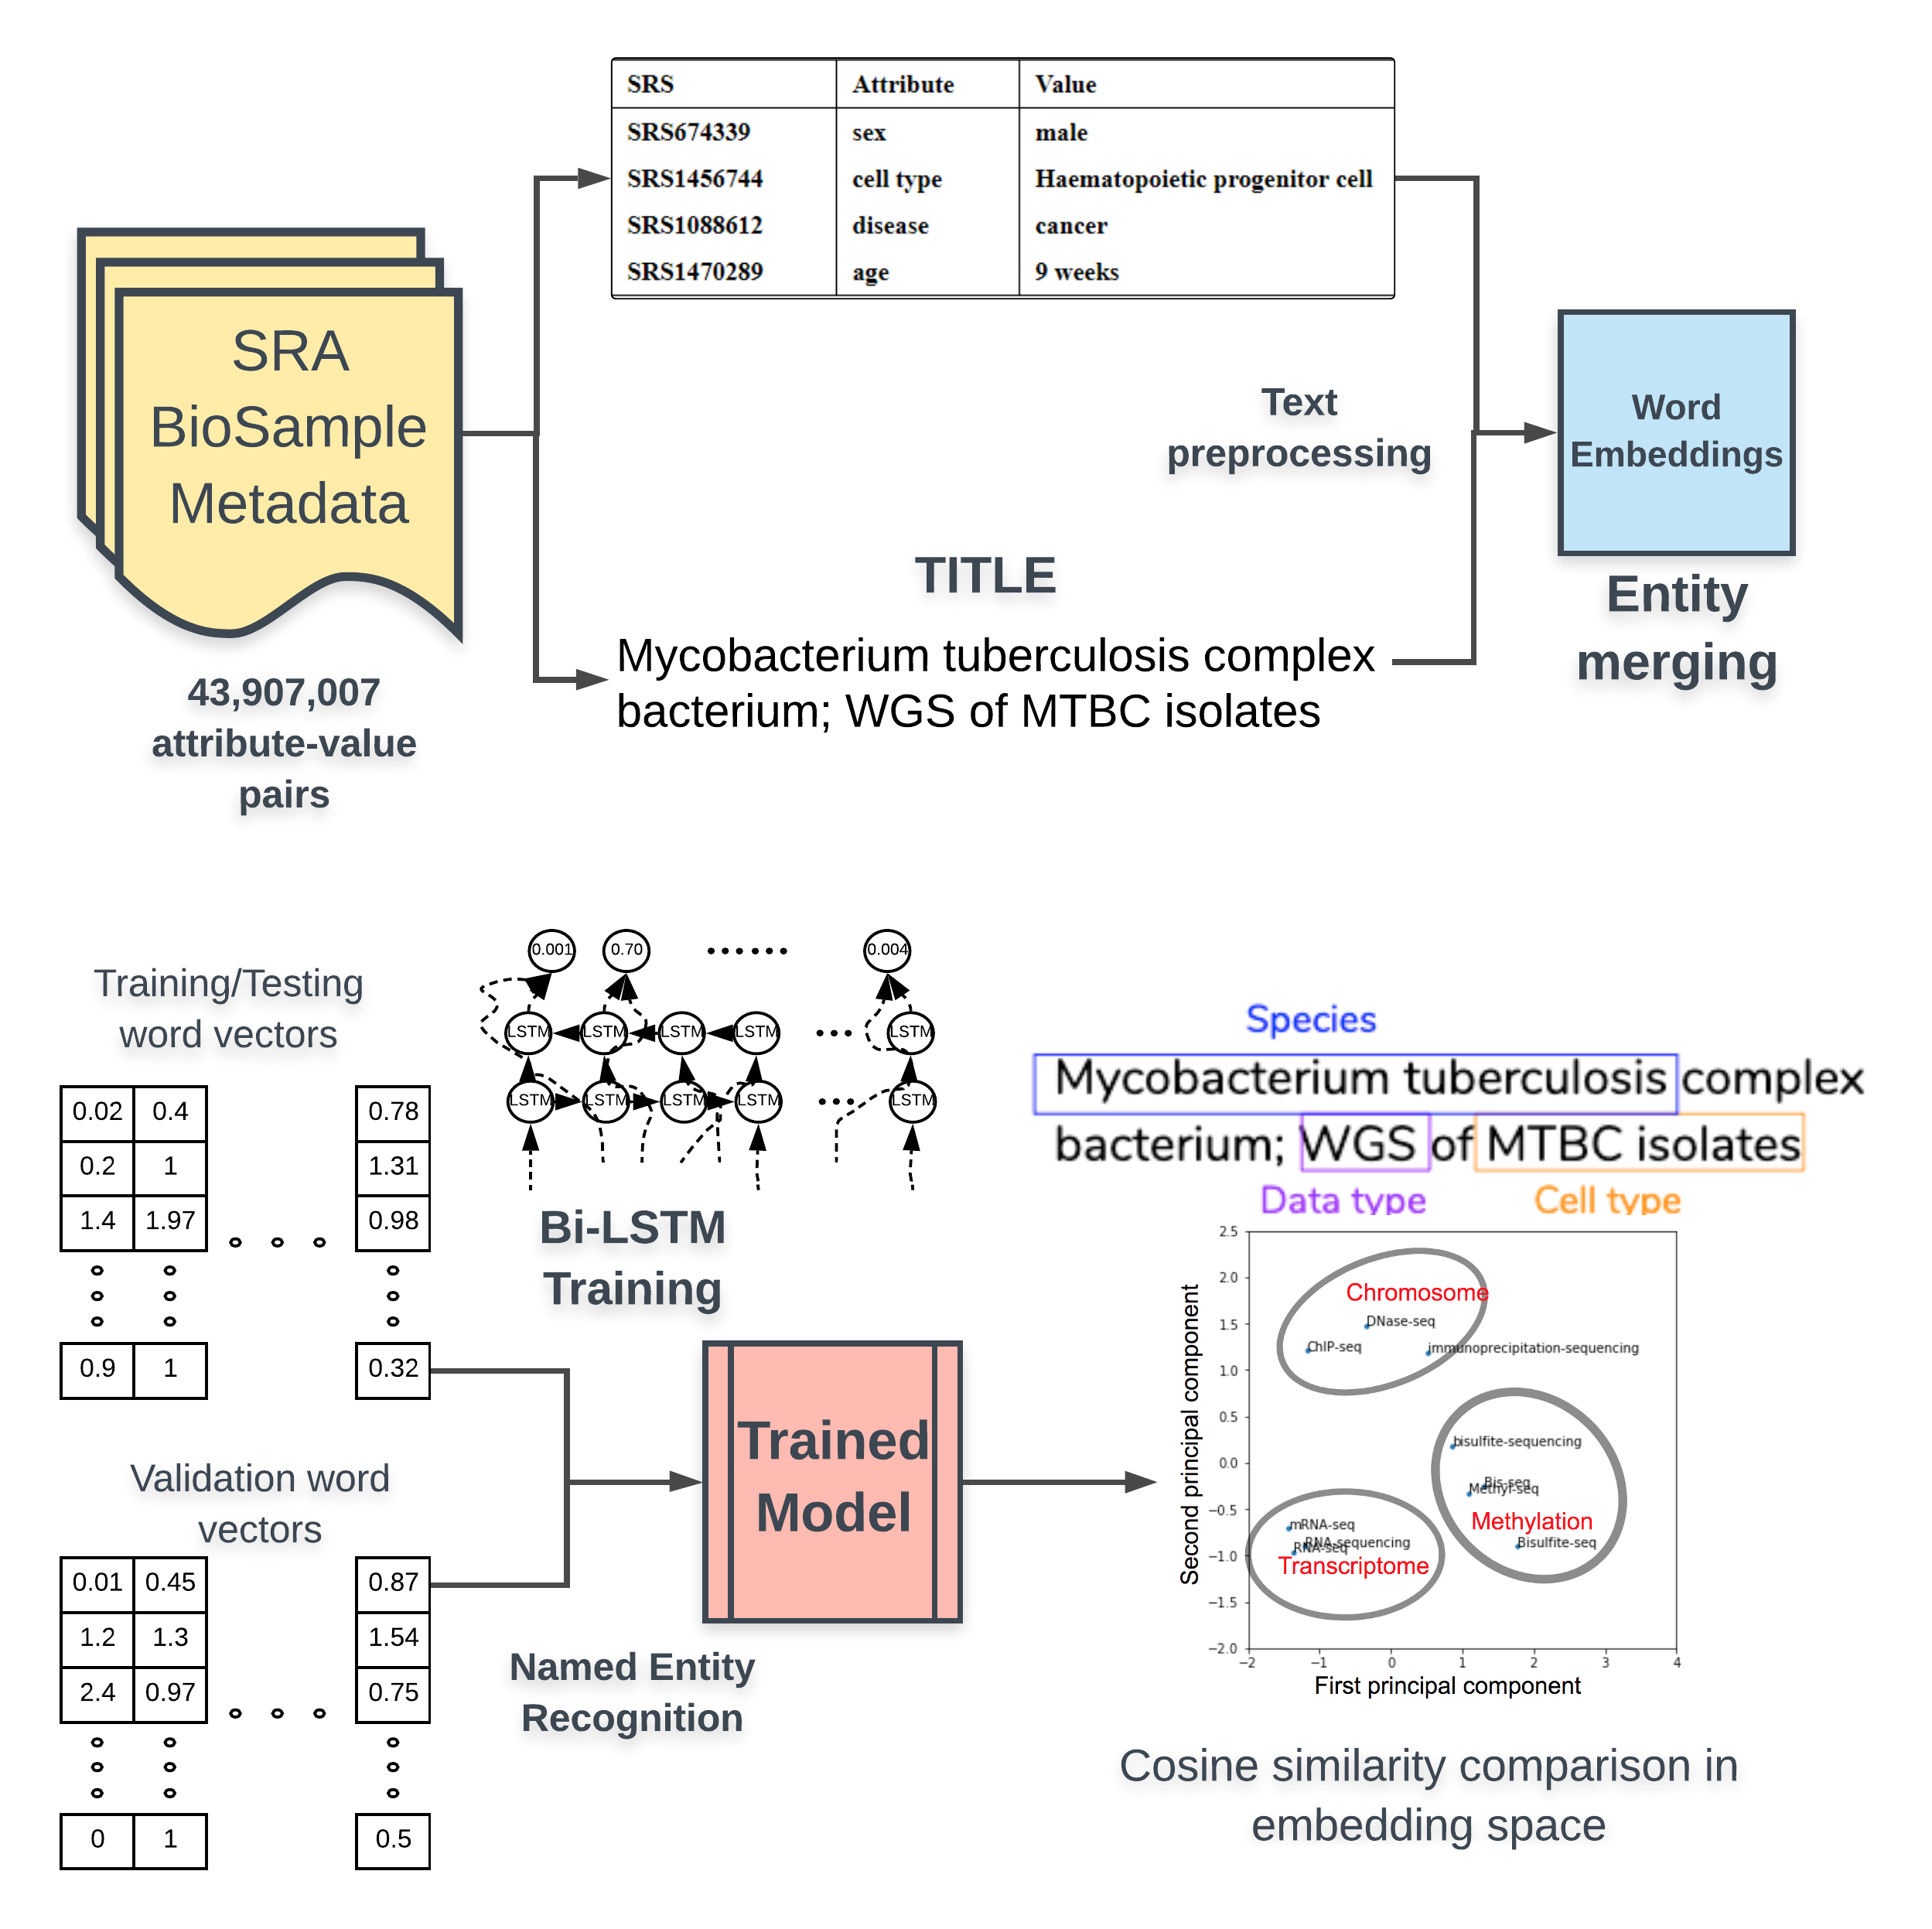 SRS Attribute Value
SRS674339 sex male
SRS1456744 cell type Haematopoietic progenitor cell
SRS1088612 disease cancer
SRS1470289 age 9 weeks
SRA
BioSample
Metadata
43,907,007
attribute-value
pairs
Text
preprocessing
TITLE
Mycobacterium tuberculosis complex
bacterium; WGS of MTBC isolates
Word
Embeddings
Entity
merging
Training/Testing
word vectors
0.02 0.4 0.78
0.2 1 1.31
1.4 1.97 0.98
0.9 1 0.32
Validation word
vectors
0.01 0.45 0.87
1.2 1.3 1.54
2.4 0.97 0.75
0 1 0.5
0.001 0.70 0.004
LSTM LSTM LSTM LSTM LSTM
LSTM LSTM LSTM LSTM LSTM
Bi-LSTM
Training
Trained
Model
Named Entity
Recognition
Species
Mycobacterium tuberculosis complex
bacterium; WGS of MTBC isolates
Data type Cell type
2.5
2.0
1.5
1.0
0.5
0.0
−0.5
−1.0
−1.5
−2.0
Second principal component
Chromosome
DNase-seq
ChIP-seq
immunoprecipitation-sequencing
bisulfite-sequencing
Bis-seq
Methyl-seq
Methylation
Bisulfite-seq
mRNA-seq
RNA-sequencing
RNA-seq
Transcriptome
−2 −1 0 1 2 3 4
First principal component
Cosine similarity comparison in
embedding space